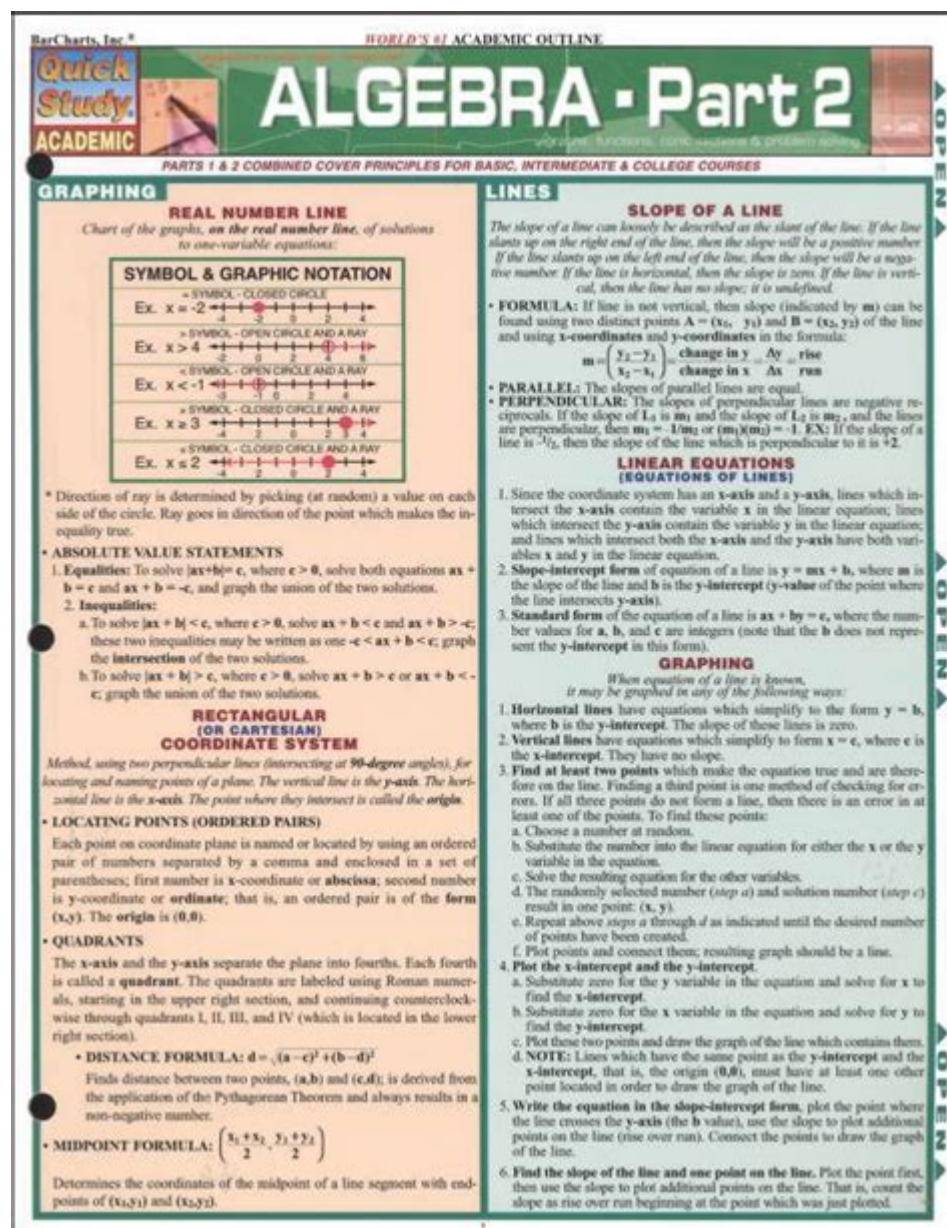 BarCharts, Inc.®
WORLD'S #1 ACADEMIC OUTLINE
Quick
Study.
ACADEMIC
ALGEBRA - Part 2
PARTS 1 & 2 COMBINED COVER PRINCIPLES FOR BASIC, INTERMEDIATE & COLLEGE COURSES
GRAPHING
REAL NUMBER LINE
Chart of the graphs, on the real number line, of solutions
to one-variable equations:
SYMBOL & GRAPHIC NOTATION
= SYMBOL - CLOSED CIRCLE
Ex. x = -2
-4 -2 0 2 4
> SYMBOL - OPEN CIRCLE AND A RAY
Ex. x > 4
-2 0 2 4 6
< SYMBOL - OPEN CIRCLE AND A RAY
Ex. x < -1
-3 -1 0 2 4
≥ SYMBOL - CLOSED CIRCLE AND A RAY
Ex. x ≥ 3
-4 2 0 2 3 4
≤ SYMBOL - CLOSED CIRCLE AND A RAY
Ex. x ≤ 2
-4 2 0 2 4
* Direction of ray is determined by picking (at random) a value on each
side of the circle. Ray goes in direction of the point which makes the in-
equality true.
• ABSOLUTE VALUE STATEMENTS
1. Equalities: To solve |ax+b|= c, where c > 0, solve both equations ax +
b = c and ax + b = -c, and graph the union of the two solutions.
2. Inequalities:
a. To solve |ax + b| < c, where c > 0, solve ax + b < c and ax + b > -c;
these two inequalities may be written as one -c < ax + b < c; graph
the intersection of the two solutions.
b. To solve |ax + b| > c, where c > 0, solve ax + b > c or ax + b < -
c; graph the union of the two solutions.
RECTANGULAR
(OR CARTESIAN)
COORDINATE SYSTEM
Method, using two perpendicular lines (intersecting at 90-degree angles), for
locating and naming points of a plane. The vertical line is the y-axis. The hori-
zontal line is the x-axis. The point where they intersect is called the origin.
• LOCATING POINTS (ORDERED PAIRS)
Each point on coordinate plane is named or located by using an ordered
pair of numbers separated by a comma and enclosed in a set of
parentheses; first number is x-coordinate or abscissa; second number
is y-coordinate or ordinate; that is, an ordered pair is of the form
(x,y). The origin is (0,0).
• QUADRANTS
The x-axis and the y-axis separate the plane into fourths. Each fourth
is called a quadrant. The quadrants are labeled using Roman numer-
als, starting in the upper right section, and continuing counterclock-
wise through quadrants I, II, III, and IV (which is located in the lower
right section).
• DISTANCE FORMULA: d = √(a−c)² +(b−d)²
Finds distance between two points, (a,b) and (c,d); is derived from
the application of the Pythagorean Theorem and always results in a
non-negative number.
• MIDPOINT FORMULA: (x₁ + x₂ / 2, y₁ + y₂ / 2)
Determines the coordinates of the midpoint of a line segment with end-
points of (x₁,y₁) and (x₂,y₂).
LINES
SLOPE OF A LINE
The slope of a line can loosely be described as the slant of the line. If the line
slants up on the right end of the line, then the slope will be a positive number.
If the line slants up on the left end of the line, then the slope will be a nega-
tive number. If the line is horizontal, then the slope is zero. If the line is verti-
cal, then the line has no slope; it is undefined.
• FORMULA: If line is not vertical, then slope (indicated by m) can be
found using two distinct points A = (x₁, y₁) and B = (x₂, y₂) of the line
and using x-coordinates and y-coordinates in the formula:
m = (y₂ − y₁ / x₂ − x₁) = change in y / change in x = Δy / Δx = rise / run
• PARALLEL: The slopes of parallel lines are equal.
• PERPENDICULAR: The slopes of perpendicular lines are negative re-
ciprocals. If the slope of L₁ is m₁ and the slope of L₂ is m₂, and the lines
are perpendicular, then m₁ = -1/m₂ or (m₁)(m₂) = -1. EX: If the slope of a
line is -1/2, then the slope of the line which is perpendicular to it is +2.
LINEAR EQUATIONS
(EQUATIONS OF LINES)
1. Since the coordinate system has an x-axis and a y-axis, lines which in-
tersect the x-axis contain the variable x in the linear equation; lines
which intersect the y-axis contain the variable y in the linear equation;
and lines which intersect both the x-axis and the y-axis have both vari-
ables x and y in the linear equation.
2. Slope-intercept form of equation of a line is y = mx + b, where m is
the slope of the line and b is the y-intercept (y-value of the point where
the line intersects y-axis).
3. Standard form of the equation of a line is ax + by = c, where the num-
ber values for a, b, and c are integers (note that the b does not repre-
sent the y-intercept in this form).
GRAPHING
When equation of a line is known,
it may be graphed in any of the following ways:
1. Horizontal lines have equations which simplify to the form y = b,
where b is the y-intercept. The slope of these lines is zero.
2. Vertical lines have equations which simplify to form x = c, where c is
the x-intercept. They have no slope.
3. Find at least two points which make the equation true and are there-
fore on the line. Finding a third point is one method of checking for er-
rors. If all three points do not form a line, then there is an error in at
least one of the points. To find these points:
a. Choose a number at random.
b. Substitute the number into the linear equation for either the x or the y
variable in the equation.
c. Solve the resulting equation for the other variables.
d. The randomly selected number (step a) and solution number (step c)
result in one point: (x, y).
e. Repeat above steps a through d as indicated until the desired number
of points have been created.
f. Plot points and connect them; resulting graph should be a line.
4. Plot the x-intercept and the y-intercept.
a. Substitute zero for the y variable in the equation and solve for x to
find the x-intercept.
b. Substitute zero for the x variable in the equation and solve for y to
find the y-intercept.
c. Plot these two points and draw the graph of the line which contains them.
d. NOTE: Lines which have the same point as the y-intercept and the
x-intercept, that is, the origin (0,0), must have at least one other
point located in order to draw the graph of the line.
5. Write the equation in the slope-intercept form, plot the point where
the line crosses the y-axis (the b value), use the slope to plot additional
points on the line (rise over run). Connect the points to draw the graph
of the line.
6. Find the slope of the line and one point on the line. Plot the point first,
then use the slope to plot additional points on the line. That is, count the
slope as rise over run beginning at the point which was just plotted.
OPEN
OPEN
OPEN